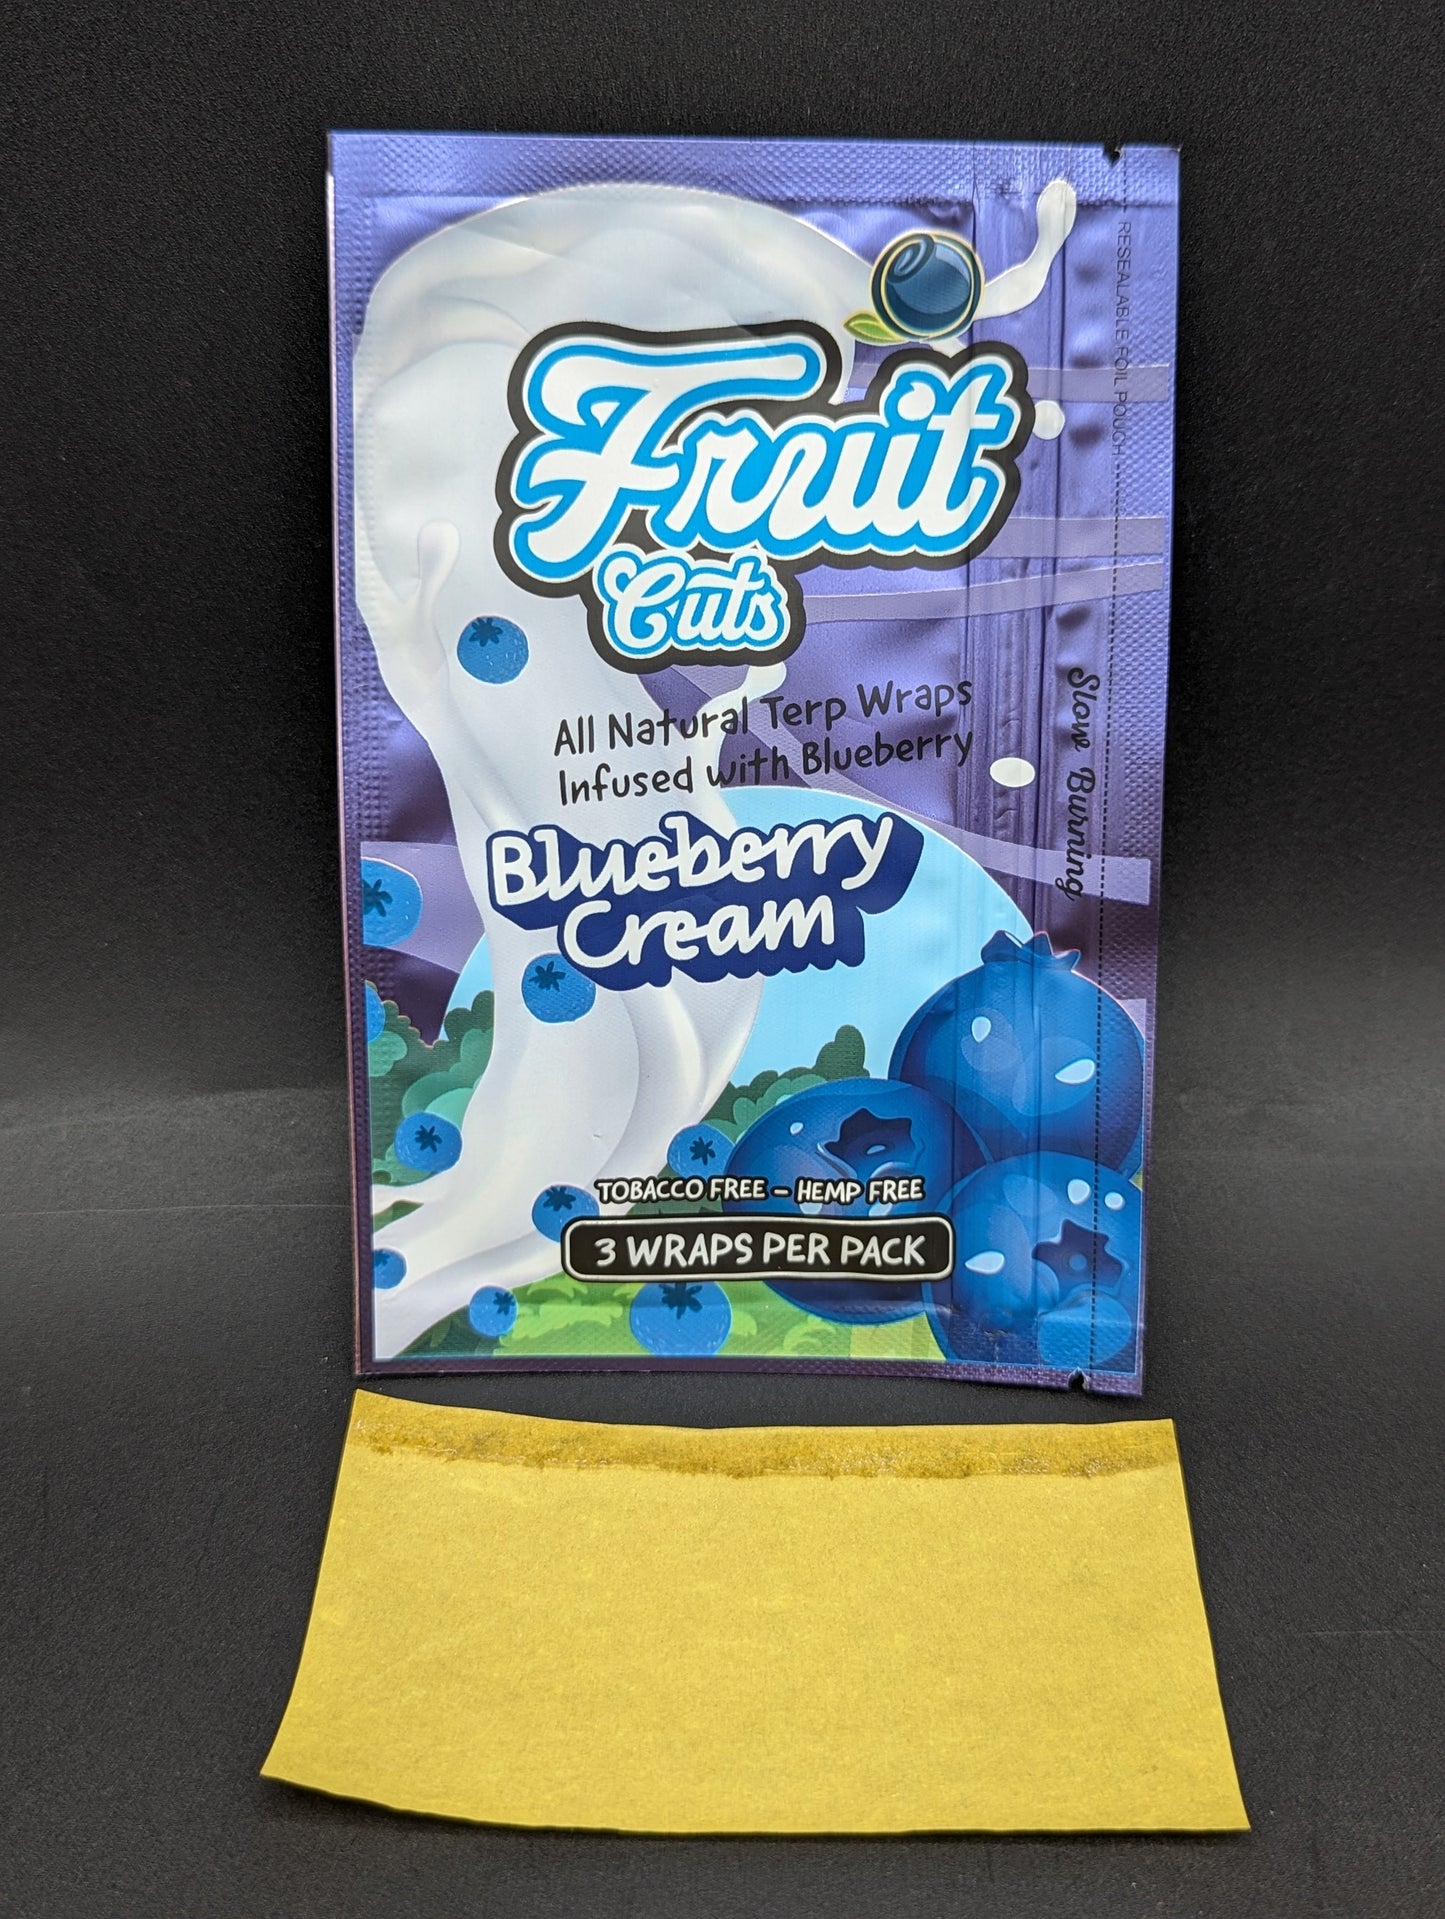 Fruit
Cuts
All Natural Terp Wraps
Infused with Blueberry
Blueberry
Cream
TOBACCO FREE – HEMP FREE
3 WRAPS PER PACK
RESEALABLE FOIL POUCH
Slow Burning